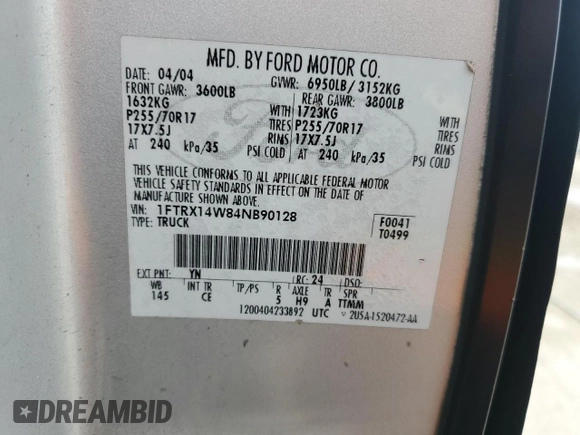 MFD. BY FORD MOTOR CO.
DATE: 04/04 GVWR: 6950LB/ 3152KG
FRONT GAWR: 3600LB REAR GAWR: 3800LB
1632KG WITH 1723KG WITH
P255/70R17 TIRES P255/70R17 TIRES
17X7.5J RIMS 17X7.5J RIMS
AT 240 kPa/35 PSI COLD AT 240 kPa/35 PSI COLD
THIS VEHICLE CONFORMS TO ALL APPLICABLE FEDERAL MOTOR
VEHICLE SAFETY STANDARDS IN EFFECT ON THE DATE OF
MANUFACTURE SHOWN ABOVE.
VIN: 1FTRX14W84NB90128 F0041
TYPE: TRUCK T0499
EXT PNT: YN RC: 24 DSO:
WB INT TR TP/PS R AXLE TR SPR
145 CE 5 H9 A TTMM
1200404233892 UTC 2U5A-1520472-AA
Ford
DREAMBID